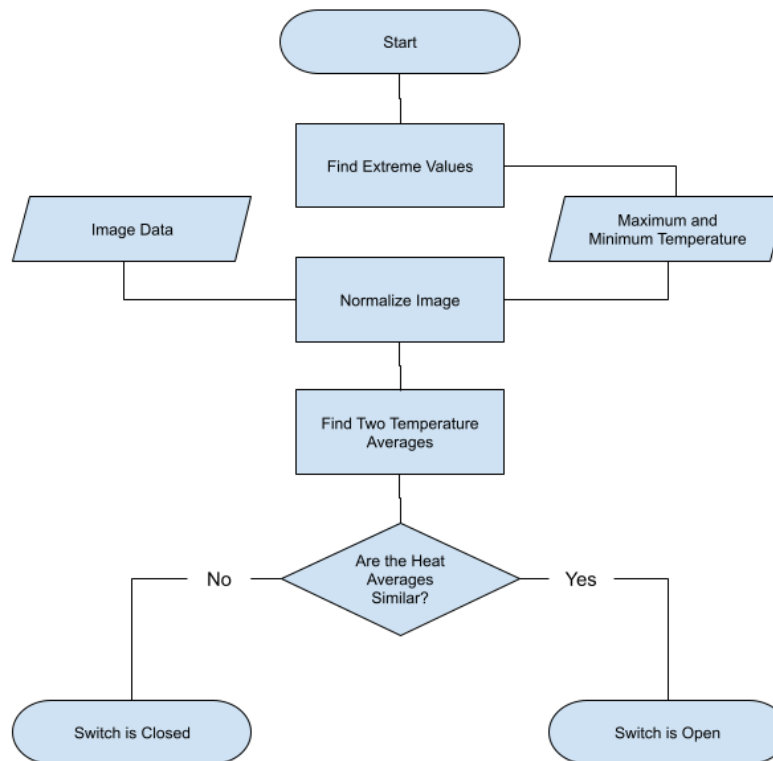 Start
Find Extreme Values
Image Data
Maximum and
Minimum Temperature
Normalize Image
Find Two Temperature
Averages
Are the Heat
Averages
Similar?
No
Yes
Switch is Closed
Switch is Open